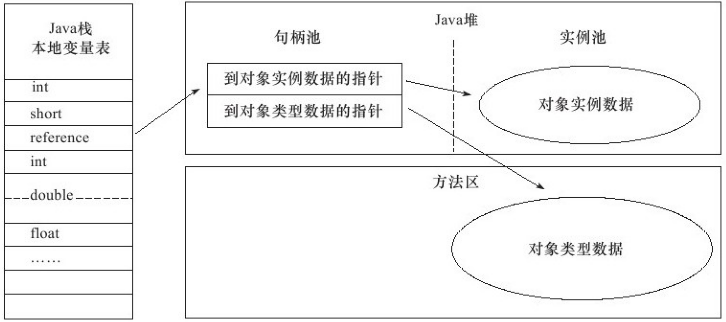 Java栈
本地变量表
int
short
reference
int
double
float
……
Java堆
句柄池
实例池
到对象实例数据的指针
到对象类型数据的指针
对象实例数据
方法区
对象类型数据